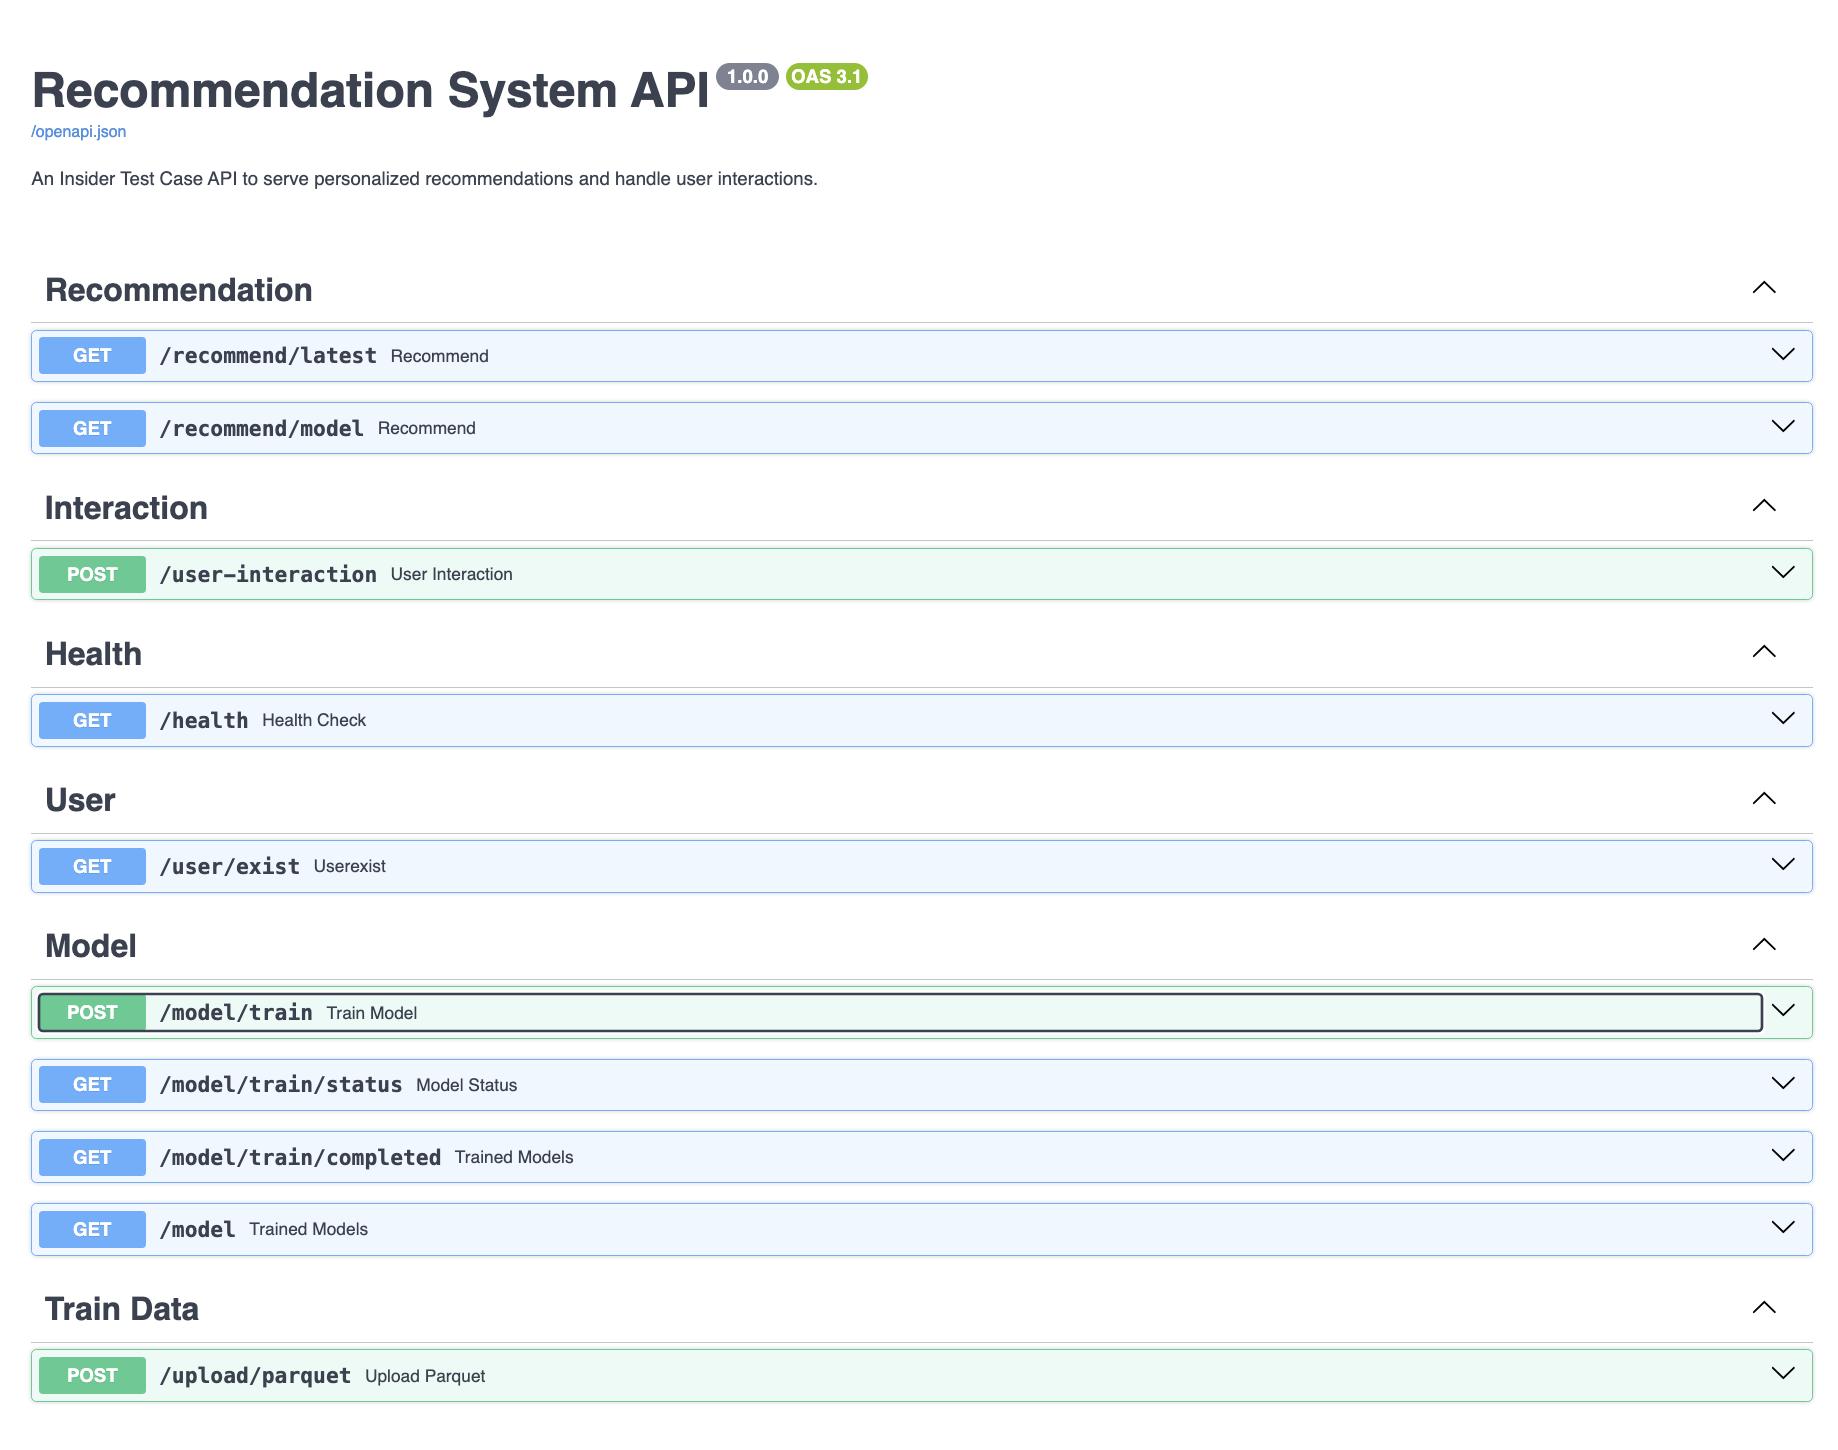 Recommendation System API 1.0.0 OAS 3.1
/openapi.json
An Insider Test Case API to serve personalized recommendations and handle user interactions.
Recommendation
GET /recommend/latest Recommend
GET /recommend/model Recommend
Interaction
POST /user-interaction User Interaction
Health
GET /health Health Check
User
GET /user/exist Userexist
Model
POST /model/train Train Model
GET /model/train/status Model Status
GET /model/train/completed Trained Models
GET /model Trained Models
Train Data
POST /upload/parquet Upload Parquet